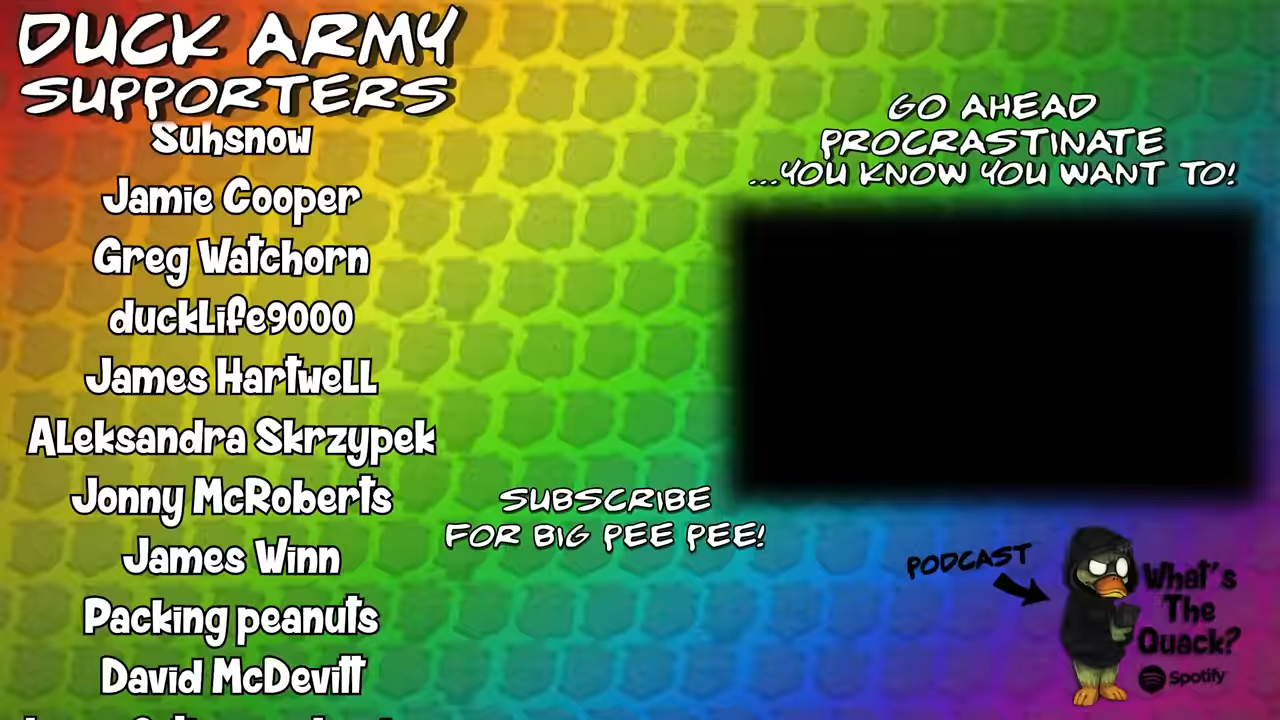 DUCK ARMY
SUPPORTERS
Suhsnow
Jamie Cooper
Greg Watchorn
duckLife9000
James Hartwell
Aleksandra Skrzypek
Jonny McRoberts
James Winn
Packing peanuts
David McDevitt
GO AHEAD
PROCRASTINATE
...YOU KNOW YOU WANT TO!
SUBSCRIBE
FOR BIG PEE PEE!
PODCAST
What's
The
Quack?
Spotify